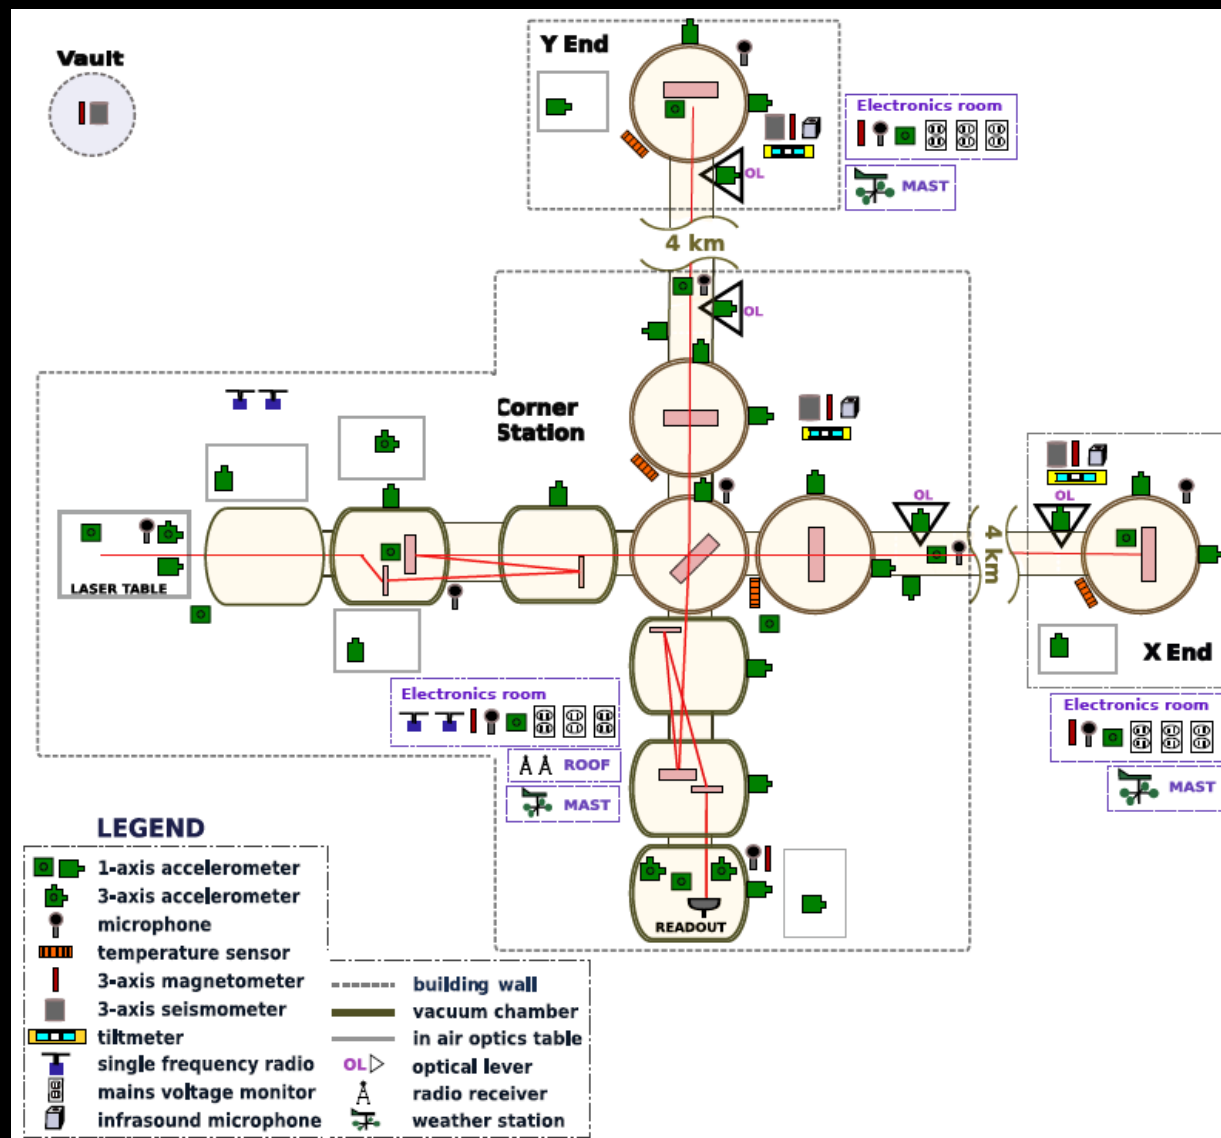 Vault
Y End
Electronics room
MAST
OL
4 km
OL
Corner
Station
LASER TABLE
OL
4 km
OL
X End
Electronics room
MAST
Electronics room
ROOF
MAST
READOUT
LEGEND
1-axis accelerometer
3-axis accelerometer
microphone
temperature sensor
3-axis magnetometer
3-axis seismometer
tiltmeter
single frequency radio
mains voltage monitor
infrasound microphone
building wall
vacuum chamber
in air optics table
OL optical lever
radio receiver
weather station